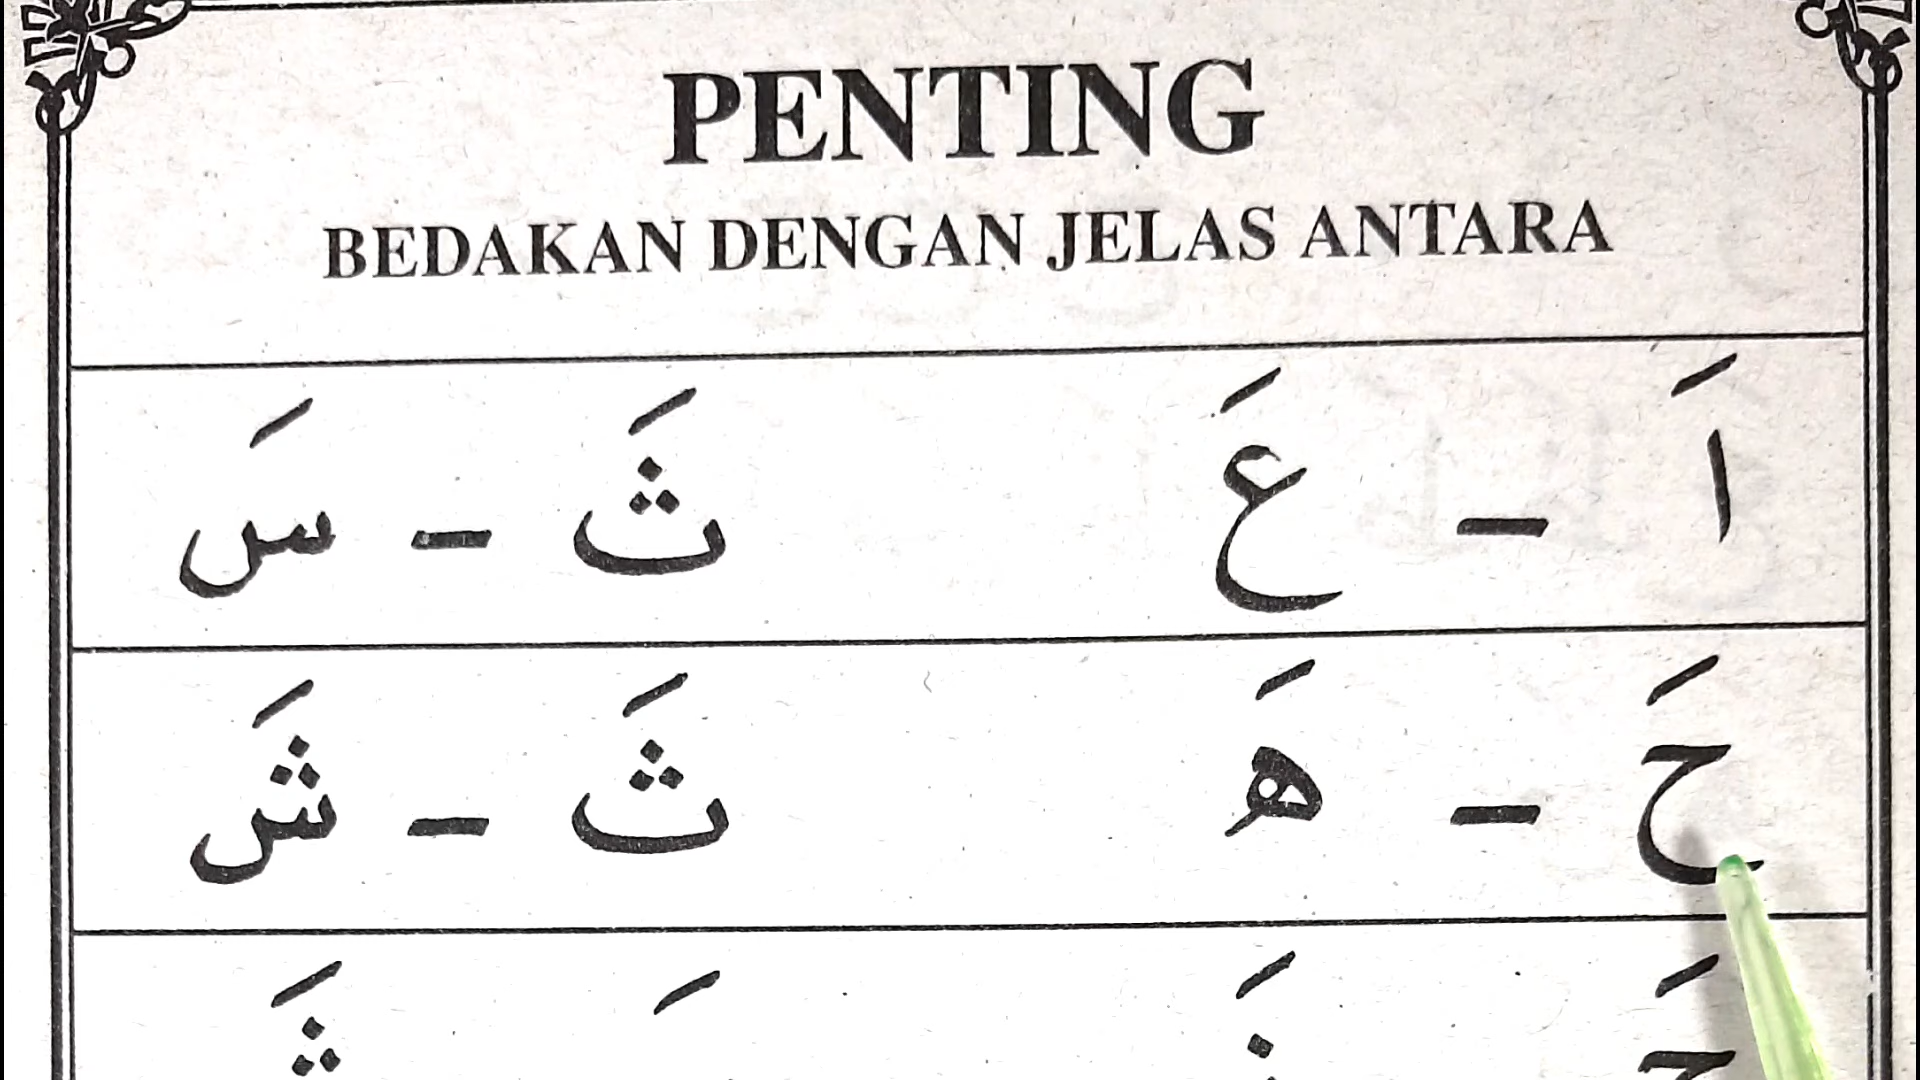 PENTING
BEDAKAN DENGAN JELAS ANTARA
اَ - عَ ثَ - سَ
حَ - هَ ثَ - شَ